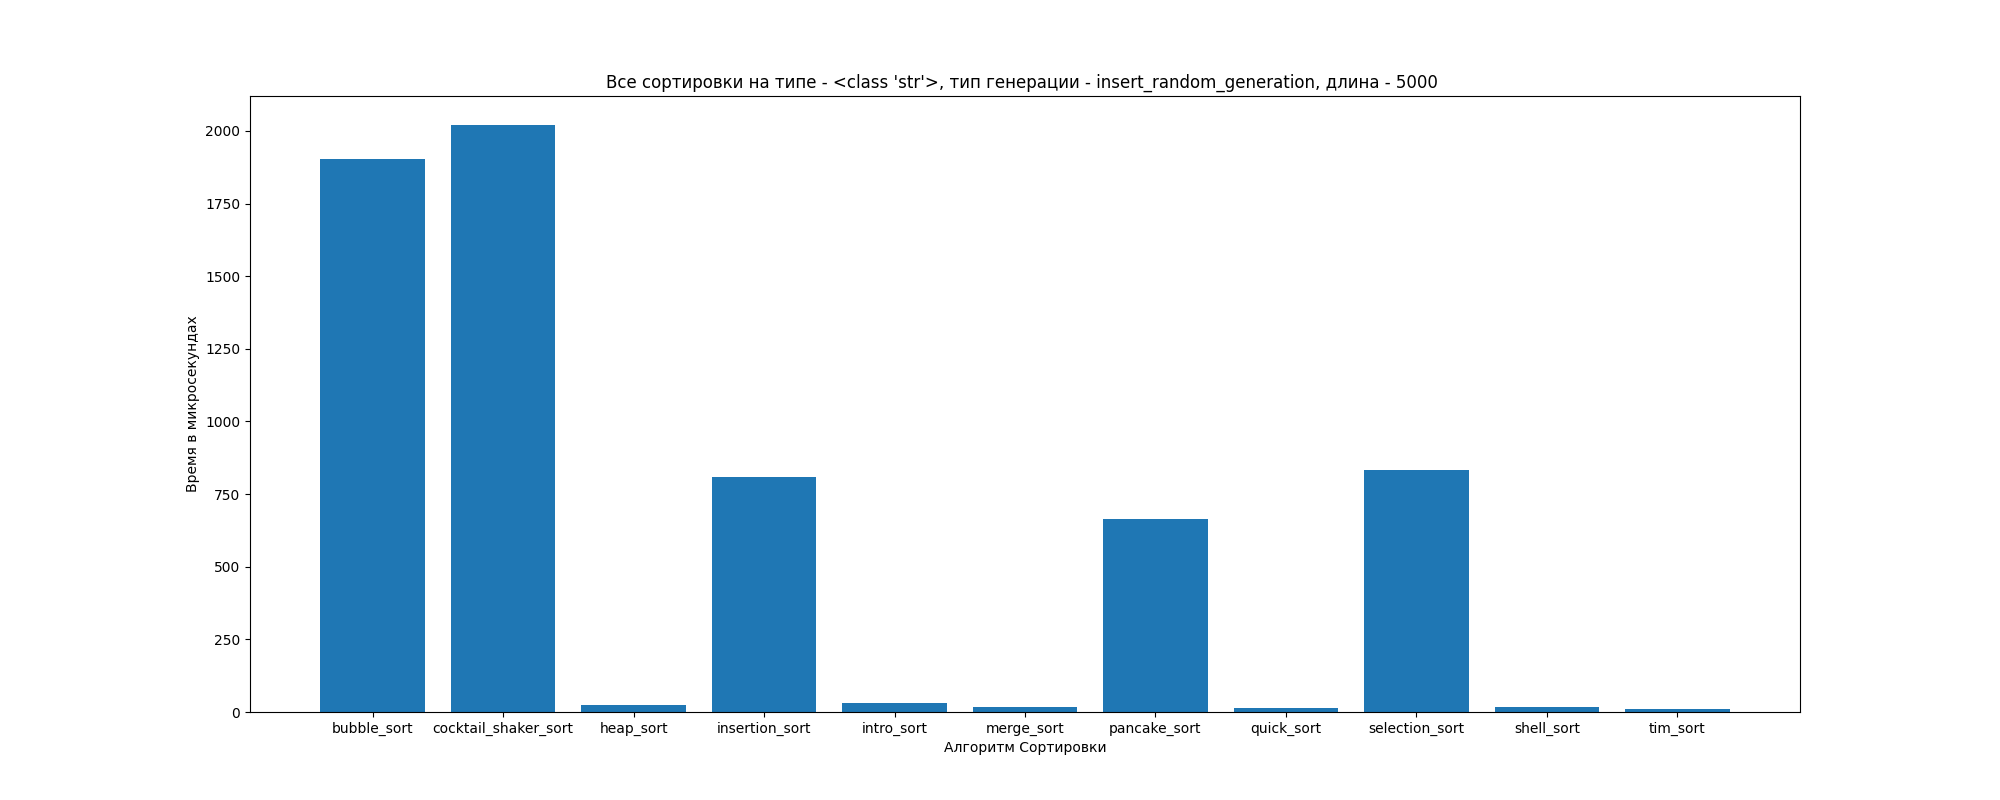 Все сортировки на типе - <class 'str'>, тип генерации - insert_random_generation, длина - 5000
Время в микросекундах
2000
1750
1500
1250
1000
750
500
250
0
bubble_sort
cocktail_shaker_sort
heap_sort
insertion_sort
intro_sort
merge_sort
pancake_sort
quick_sort
selection_sort
shell_sort
tim_sort
Алгоритм Сортировки